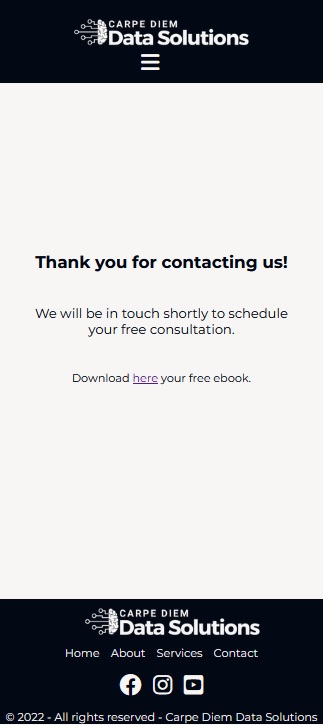 CARPE DIEM
Data Solutions
Thank you for contacting us!
We will be in touch shortly to schedule
your free consultation.
Download here your free ebook.
CARPE DIEM
Data Solutions
Home About Services Contact
© 2022 - All rights reserved - Carpe Diem Data Solutions